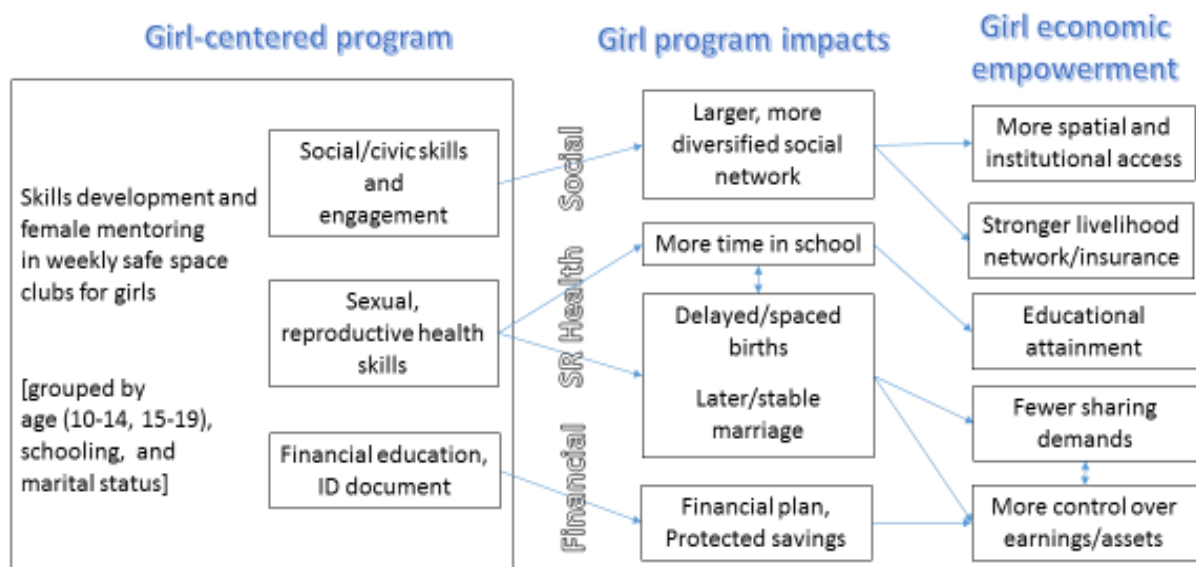 Girl-centered program
Girl program impacts
Girl economic
empowerment
Skills development and
female mentoring
in weekly safe space
clubs for girls
[grouped by
age (10-14, 15-19),
schooling, and
marital status]
Social/civic skills
and
engagement
Sexual,
reproductive health
skills
Financial education,
ID document
Social
SR Health
Financial
Larger, more
diversified social
network
More time in school
Delayed/spaced
births
Later/stable
marriage
Financial plan,
Protected savings
More spatial and
institutional access
Stronger livelihood
network/insurance
Educational
attainment
Fewer sharing
demands
More control over
earnings/assets